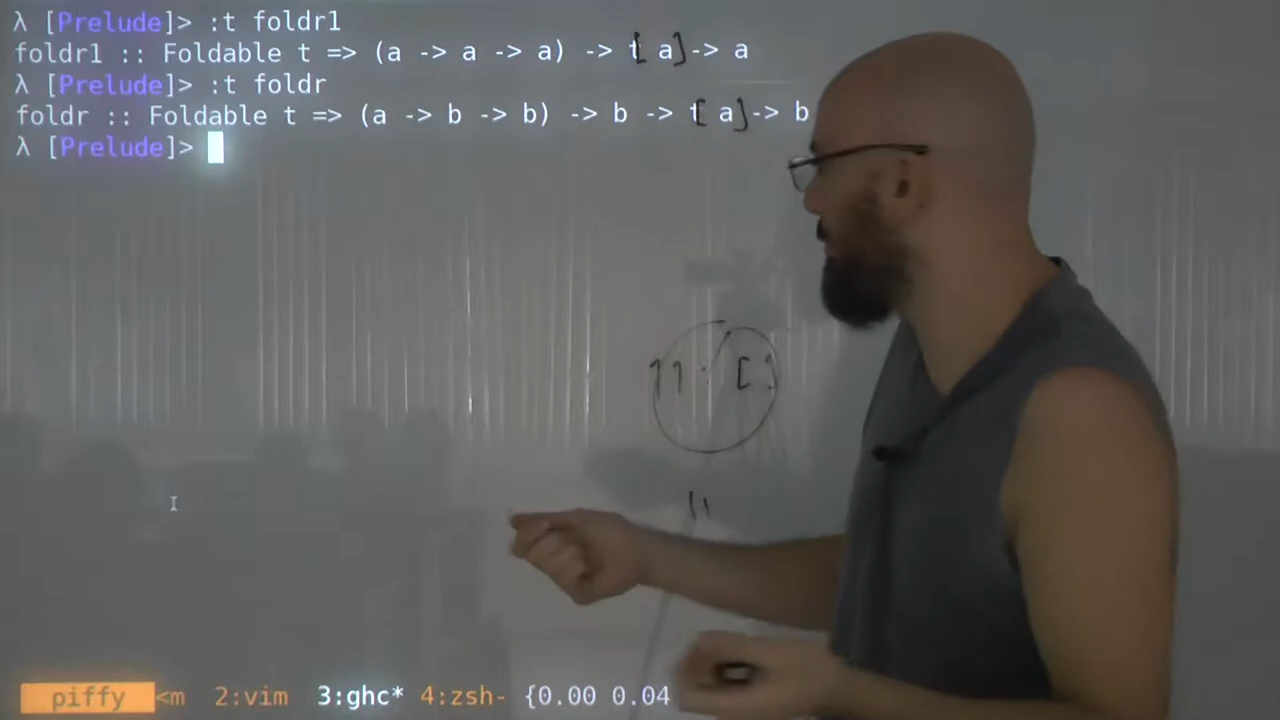 λ [Prelude]> :t foldr1
foldr1 :: Foldable t => (a -> a -> a) -> t [ a] -> a
λ [Prelude]> :t foldr
foldr :: Foldable t => (a -> b -> b) -> b -> t [ a] -> b
λ [Prelude]>
[]
piffy <m 2:vim 3:ghc* 4:zsh- {0.00 0.04